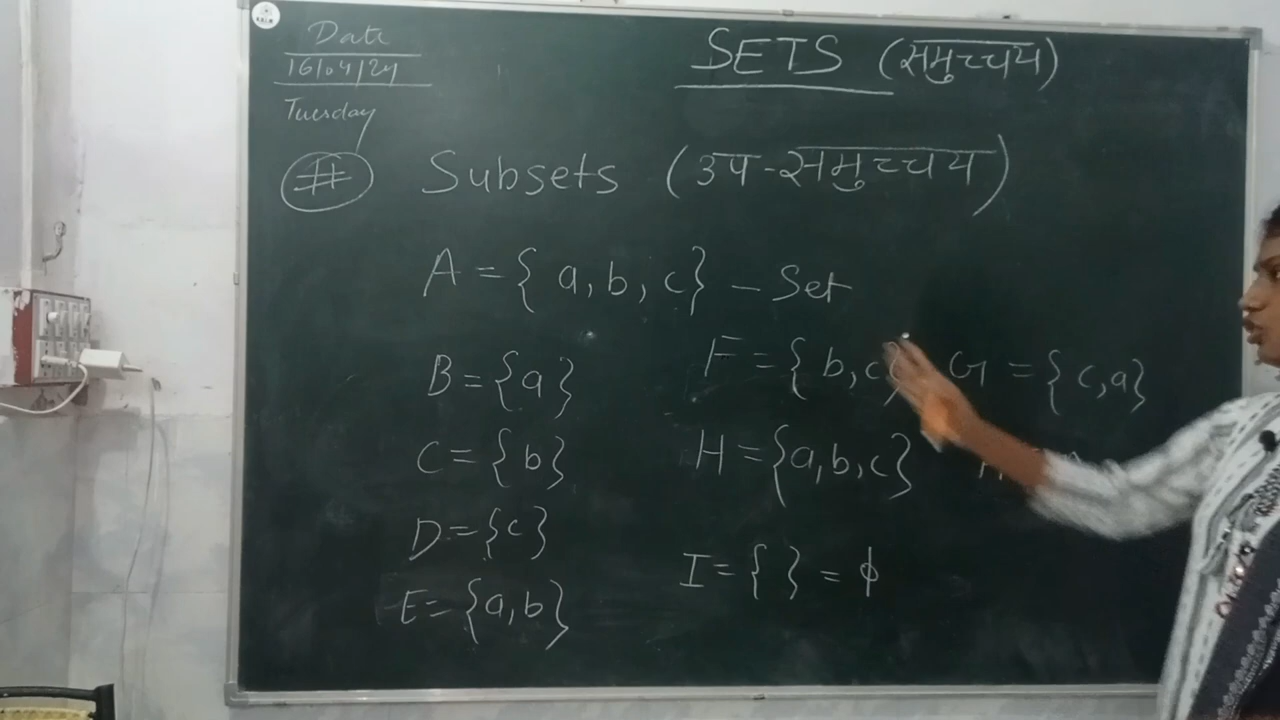 Date
16/04/24
Tuesday
SETS (समुच्चय)
# Subsets (उप-समुच्चय)
A = { a, b, c } - Set
B = {a}
F = { b, c } G = { c, a }
C = { b }
H = { a, b, c }
D = { c }
I = { } = ϕ
E = { a, b }